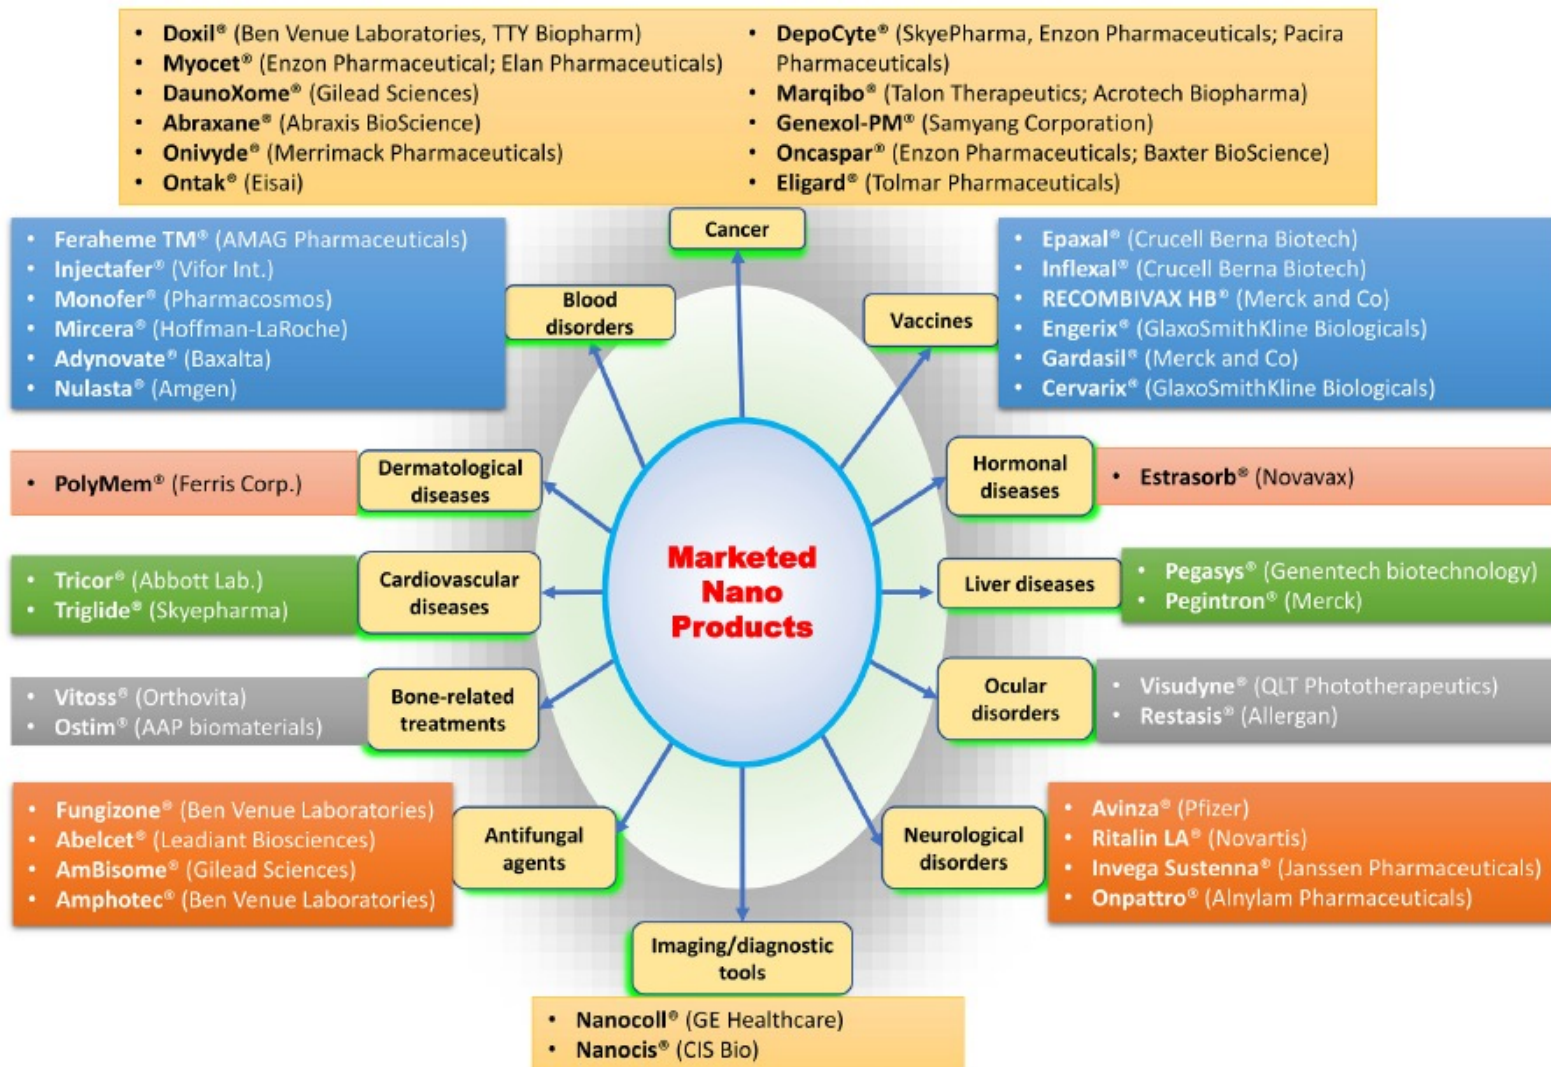 • Doxil® (Ben Venue Laboratories, TTY Biopharm)
• Myocet® (Enzon Pharmaceutical; Elan Pharmaceuticals)
• DaunoXome® (Gilead Sciences)
• Abraxane® (Abraxis BioScience)
• Onivyde® (Merrimack Pharmaceuticals)
• Ontak® (Eisai)
• DepoCyte® (SkyePharma, Enzon Pharmaceuticals; Pacira
Pharmaceuticals)
• Marqibo® (Talon Therapeutics; Acrotech Biopharma)
• Genexol-PM® (Samyang Corporation)
• Oncaspar® (Enzon Pharmaceuticals; Baxter BioScience)
• Eligard® (Tolmar Pharmaceuticals)
Cancer
• Feraheme TM® (AMAG Pharmaceuticals)
• Injectafer® (Vifor Int.)
• Monofer® (Pharmacosmos)
• Mircera® (Hoffman-LaRoche)
• Adynovate® (Baxalta)
• Nulasta® (Amgen)
Blood
disorders
Vaccines
• Epaxal® (Crucell Berna Biotech)
• Inflexal® (Crucell Berna Biotech)
• RECOMBIVAX HB® (Merck and Co)
• Engerix® (GlaxoSmithKline Biologicals)
• Gardasil® (Merck and Co)
• Cervarix® (GlaxoSmithKline Biologicals)
• PolyMem® (Ferris Corp.)
Dermatological
diseases
Hormonal
diseases
• Estrasorb® (Novavax)
• Tricor® (Abbott Lab.)
• Triglide® (Skyepharma)
Cardiovascular
diseases
Marketed
Nano
Products
Liver diseases
• Pegasys® (Genentech biotechnology)
• Pegintron® (Merck)
• Vitoss® (Orthovita)
• Ostim® (AAP biomaterials)
Bone-related
treatments
Ocular
disorders
• Visudyne® (QLT Phototherapeutics)
• Restasis® (Allergan)
• Fungizone® (Ben Venue Laboratories)
• Abelcet® (Leadiant Biosciences)
• AmBisome® (Gilead Sciences)
• Amphotec® (Ben Venue Laboratories)
Antifungal
agents
Neurological
disorders
• Avinza® (Pfizer)
• Ritalin LA® (Novartis)
• Invega Sustenna® (Janssen Pharmaceuticals)
• Onpattro® (Alnylam Pharmaceuticals)
Imaging/diagnostic
tools
• Nanocoll® (GE Healthcare)
• Nanocis® (CIS Bio)